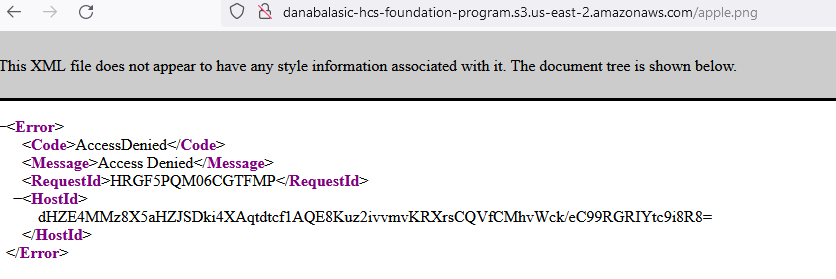 danabalasic-hcs-foundation-program.s3.us-east-2.amazonaws.com/apple.png
This XML file does not appear to have any style information associated with it. The document tree is shown below.
−<Error>
<Code>AccessDenied</Code>
<Message>Access Denied</Message>
<RequestId>HRGF5PQM06CGTFMP</RequestId>
−<HostId>
dHZE4MMz8X5aHZJSDki4XAqtdtcf1AQE8Kuz2ivvmvKRXrsCQVfCMhvWck/eC99RGRIYtc9i8R8=
</HostId>
</Error>